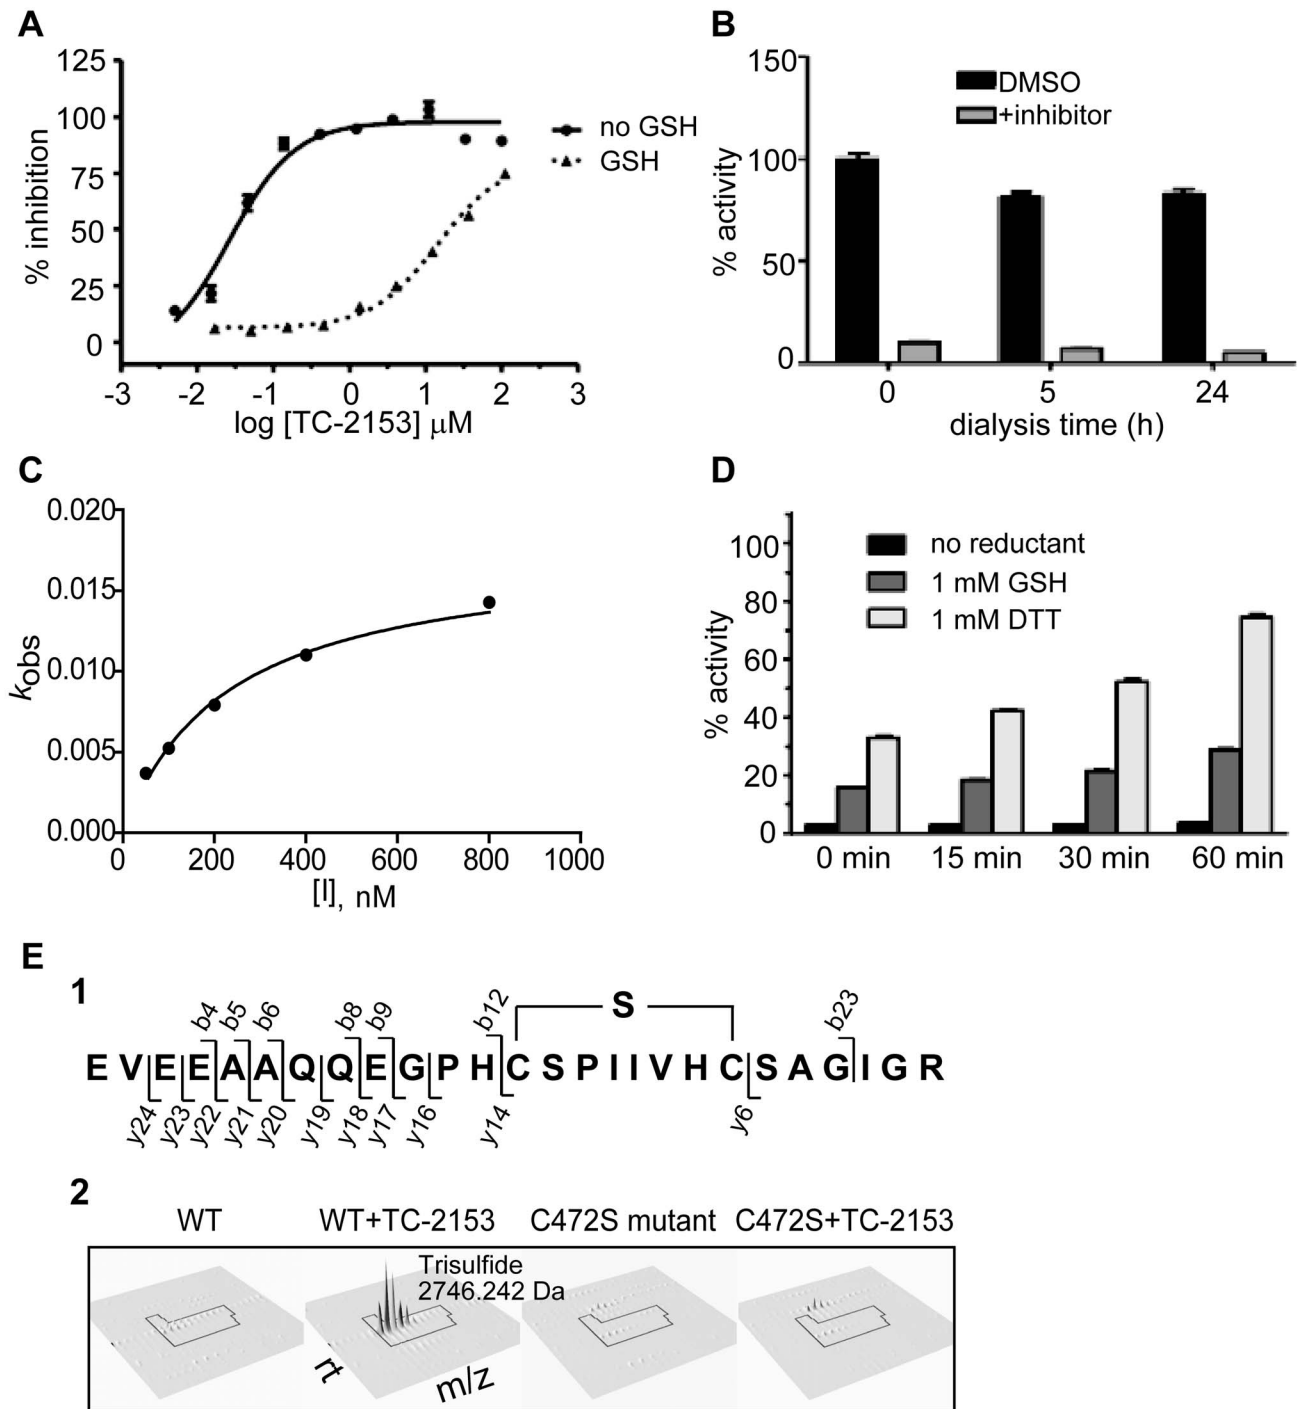 A
125
100
75
50
25
0
% inhibition
-3 -2 -1 0 1 2 3
log [TC-2153] μM
no GSH
GSH
B
150
100
50
0
% activity
DMSO
+inhibitor
0 5 24
dialysis time (h)
C
0.020
0.015
0.010
0.005
0.000
kobs
0 200 400 600 800 1000
[I], nM
D
100
80
60
40
20
0
% activity
no reductant
1 mM GSH
1 mM DTT
0 min 15 min 30 min 60 min
E
1
b4 b5 b6 b8 b9 b12 b23
S
E V E E A A Q Q E G P H C S P I I V H C S A G I G R
y24 y23 y22 y21 y20 y19 y18 y17 y16 y14 y6
2
WT WT+TC-2153 C472S mutant C472S+TC-2153
Trisulfide
2746.242 Da
rt
m/z